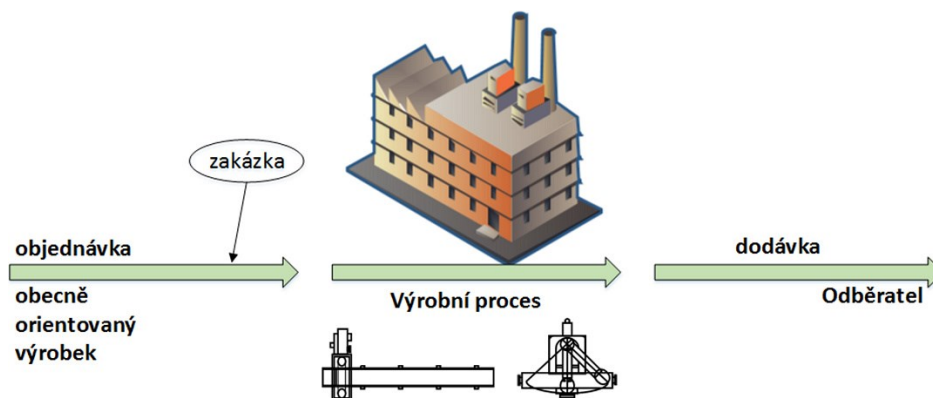 zakázka
objednávka
dodávka
obecně
orientovaný
výrobek
Výrobní proces
Odběratel